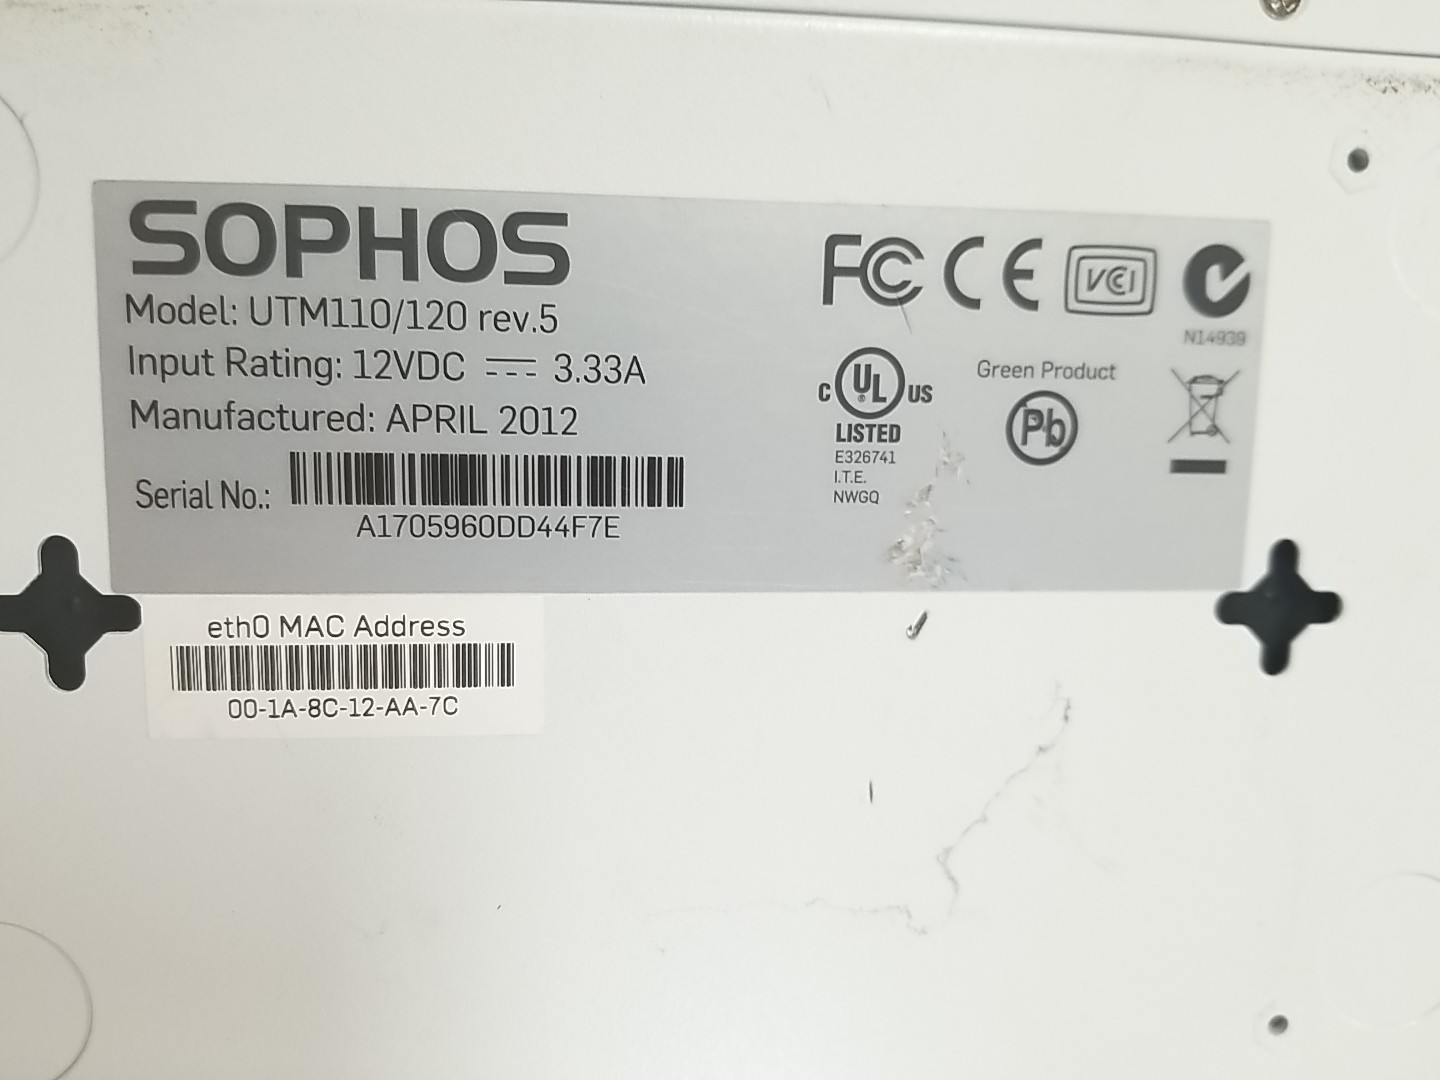 SOPHOS
Model: UTM110/120 rev.5
Input Rating: 12VDC 3.33A
Manufactured: APRIL 2012
Serial No.:
A1705960DD44F7E
FC CE VCCI
N14939
C UL US
®
LISTED
E326741
I.T.E.
NWGQ
Green Product
Pb
eth0 MAC Address
00-1A-8C-12-AA-7C